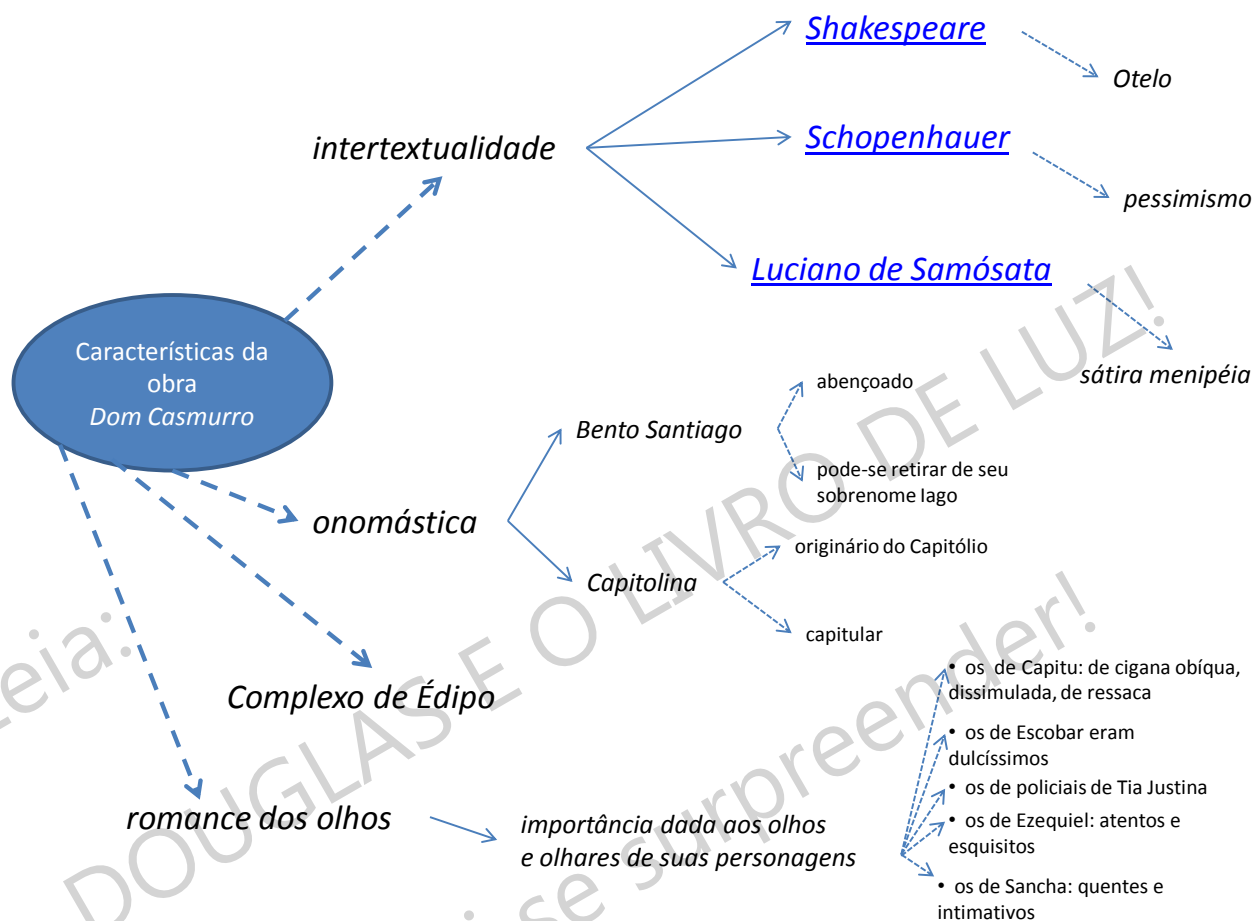 Shakespeare
Otelo
intertextualidade
Schopenhauer
pessimismo
Luciano de Samósata
sátira menipéia
Características da
obra
Dom Casmurro
Bento Santiago
abençoado
pode-se retirar de seu
sobrenome Iago
onomástica
Capitolina
originário do Capitólio
capitular
Complexo de Édipo
romance dos olhos
importância dada aos olhos
e olhares de suas personagens
• os de Capitu: de cigana obíqua,
dissimulada, de ressaca
• os de Escobar eram
dulcíssimos
• os de policiais de Tia Justina
• os de Ezequiel: atentos e
esquisitos
• os de Sancha: quentes e
intimativos
eia:
DOUGLAS E O LIVRO DE LUZ!
se surpreender!